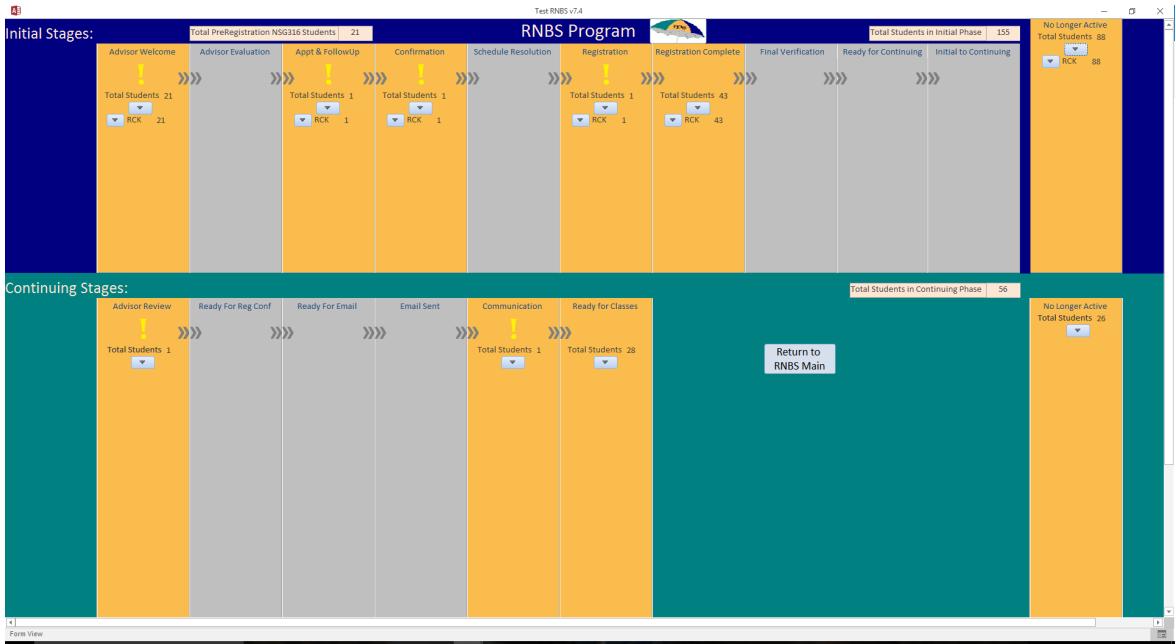 Test RNBS v7.4
Initial Stages:
Total PreRegistration NSG316 Students 21
RNBS Program
Total Students in Initial Phase 155
No Longer Active
Total Students 88
RCK 88
Advisor Welcome
!
Total Students 21
RCK 21
Advisor Evaluation
Appt & FollowUp
!
Total Students 1
RCK 1
Confirmation
!
Total Students 1
RCK 1
Schedule Resolution
Registration
!
Total Students 1
RCK 1
Registration Complete
Total Students 43
RCK 43
Final Verification
Ready for Continuing
Initial to Continuing
Continuing Stages:
Total Students in Continuing Phase 56
Advisor Review
!
Total Students 1
Ready For Reg Conf
Ready For Email
Email Sent
Communication
!
Total Students 1
Ready for Classes
Total Students 28
Return to
RNBS Main
No Longer Active
Total Students 26
Form View